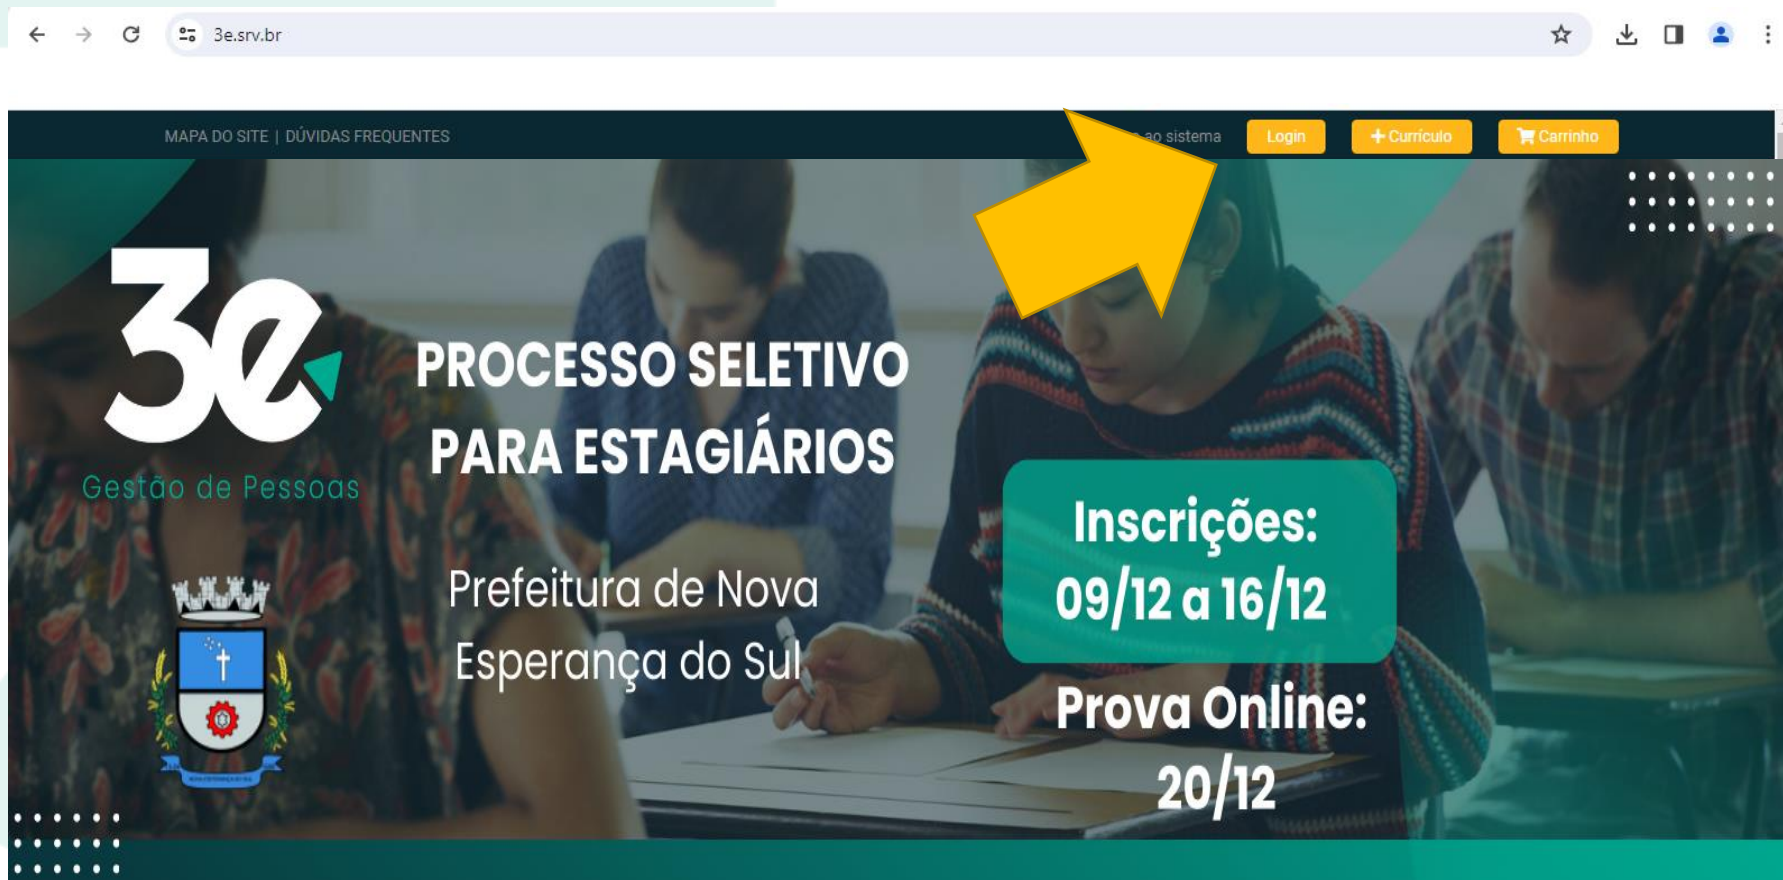 3e.srv.br
MAPA DO SITE | DÚVIDAS FREQUENTES
ao sistema
Login
+ Currículo
Carrinho
3e
Gestão de Pessoas
PROCESSO SELETIVO
PARA ESTAGIÁRIOS
Prefeitura de Nova
Esperança do Sul
Inscrições:
09/12 a 16/12
Prova Online:
20/12